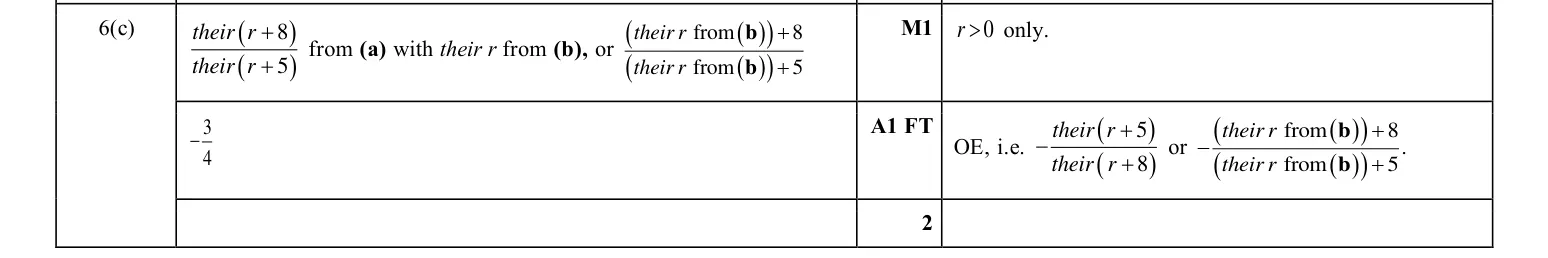 6(c)
their(r+8)/their(r+5) from (a) with their r from (b), or ((their r from(b))+8)/((their r from(b))+5)
M1
r>0 only.
−3/4
A1 FT
OE, i.e. −their(r+5)/their(r+8) or −((their r from(b))+8)/((their r from(b))+5).
2